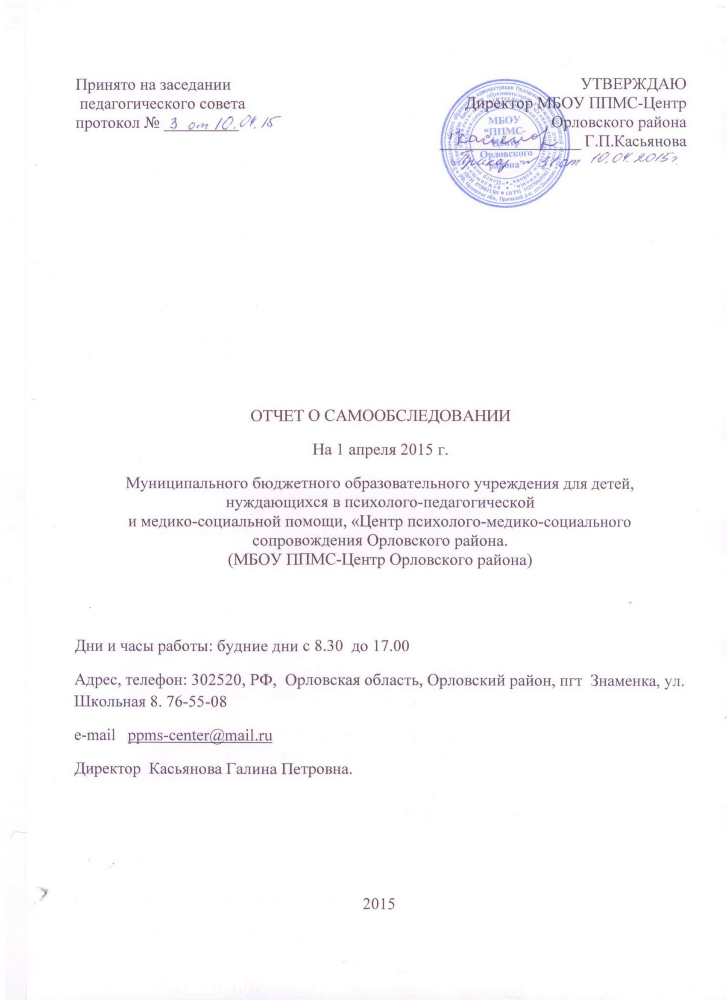 Принято на заседании
педагогического совета
протокол № 3 от 10.04.15
УТВЕРЖДАЮ
Директор МБОУ ППМС-Центр
Орловского района
Г.П.Касьянова
Приказ № 31 от 10.04.2015г.
МБОУ
“ППМС-
Центр
Орловского
района”
ОТЧЕТ О САМООБСЛЕДОВАНИИ
На 1 апреля 2015 г.
Муниципального бюджетного образовательного учреждения для детей,
нуждающихся в психолого-педагогической
и медико-социальной помощи, «Центр психолого-медико-социального
сопровождения Орловского района.
(МБОУ ППМС-Центр Орловского района)
Дни и часы работы: будние дни с 8.30 до 17.00
Адрес, телефон: 302520, РФ, Орловская область, Орловский район, пгт Знаменка, ул.
Школьная 8. 76-55-08
e-mail ppms-center@mail.ru
Директор Касьянова Галина Петровна.
2015